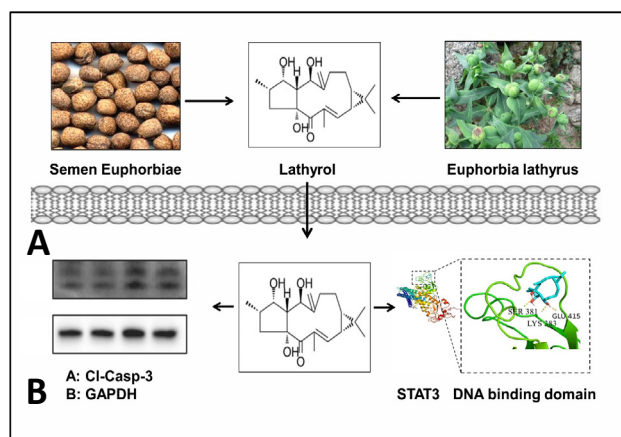 OH
H
OH
OH
O
Semen Euphorbiae
Lathyrol
Euphorbia lathyrus
A
OH
H
OH
OH
O
SER 381
GLU 415
LYS 383
B
A: Cl-Casp-3
B: GAPDH
STAT3 DNA binding domain